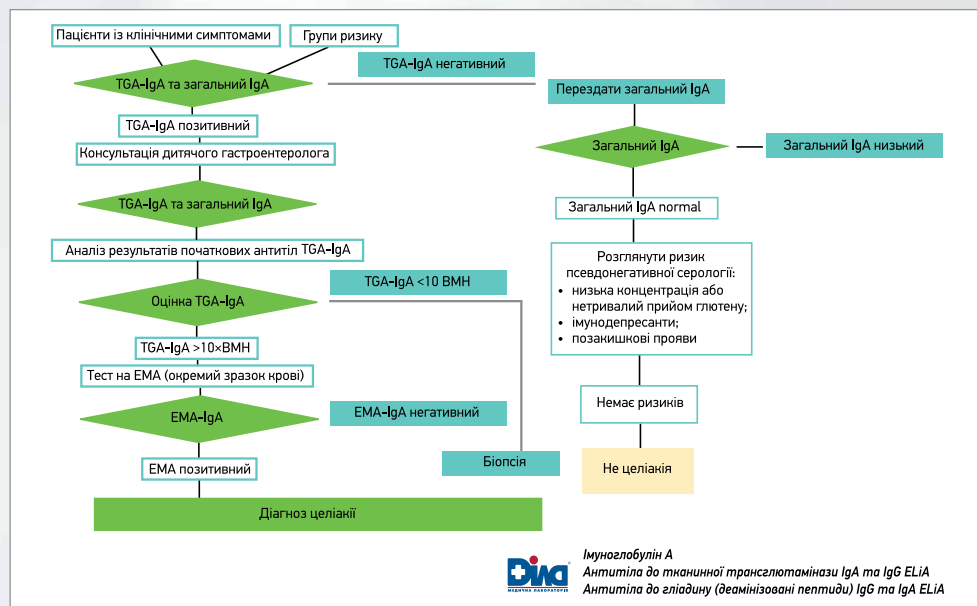 Пацієнти із клінічними симптомами
Групи ризику
TGA-IgA негативний
TGA-IgA та загальний IgA
Перездати загальний IgA
TGA-IgA позитивний
Консультація дитячого гастроентеролога
Загальний IgA
Загальний IgA низький
TGA-IgA та загальний IgA
Загальний IgA normal
Аналіз результатів початкових антитіл TGA-IgA
Розглянути ризик
псевдонегативної серології:
• низька концентрація або
нетривалий прийом глютену;
• імунодепресанти;
• позакишкові прояви
TGA-IgA <10 ВМН
Оцінка TGA-IgA
TGA-IgA >10×ВМН
Тест на EMA (окремий зразок крові)
Немає ризиків
EMA-IgA негативний
EMA-IgA
Біопсія
Не целіакія
EMA позитивний
Діагноз целіакії
Діла
МЕДИЧНА ЛАБОРАТОРІЯ
Імуноглобулін А
Антитіла до тканинної трансглютамінази IgA та IgG ELiA
Антитіла до гліадину (деамінізовані пептиди) IgG та IgA ELiA